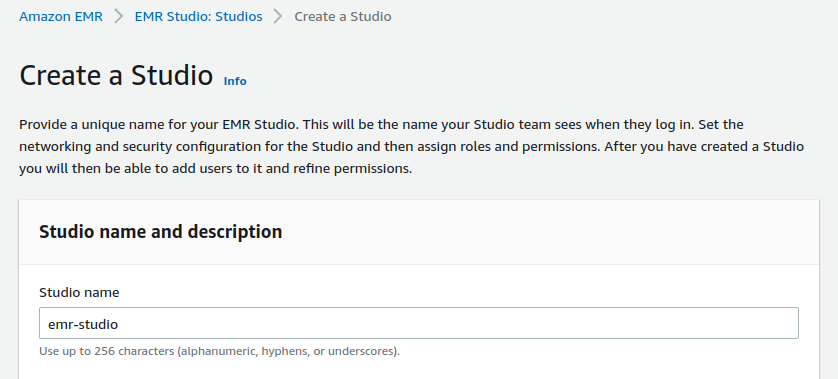 Amazon EMR > EMR Studio: Studios > Create a Studio
Create a Studio Info
Provide a unique name for your EMR Studio. This will be the name your Studio team sees when they log in. Set the
networking and security configuration for the Studio and then assign roles and permissions. After you have created a Studio
you will then be able to add users to it and refine permissions.
Studio name and description
Studio name
emr-studio
Use up to 256 characters (alphanumeric, hyphens, or underscores).